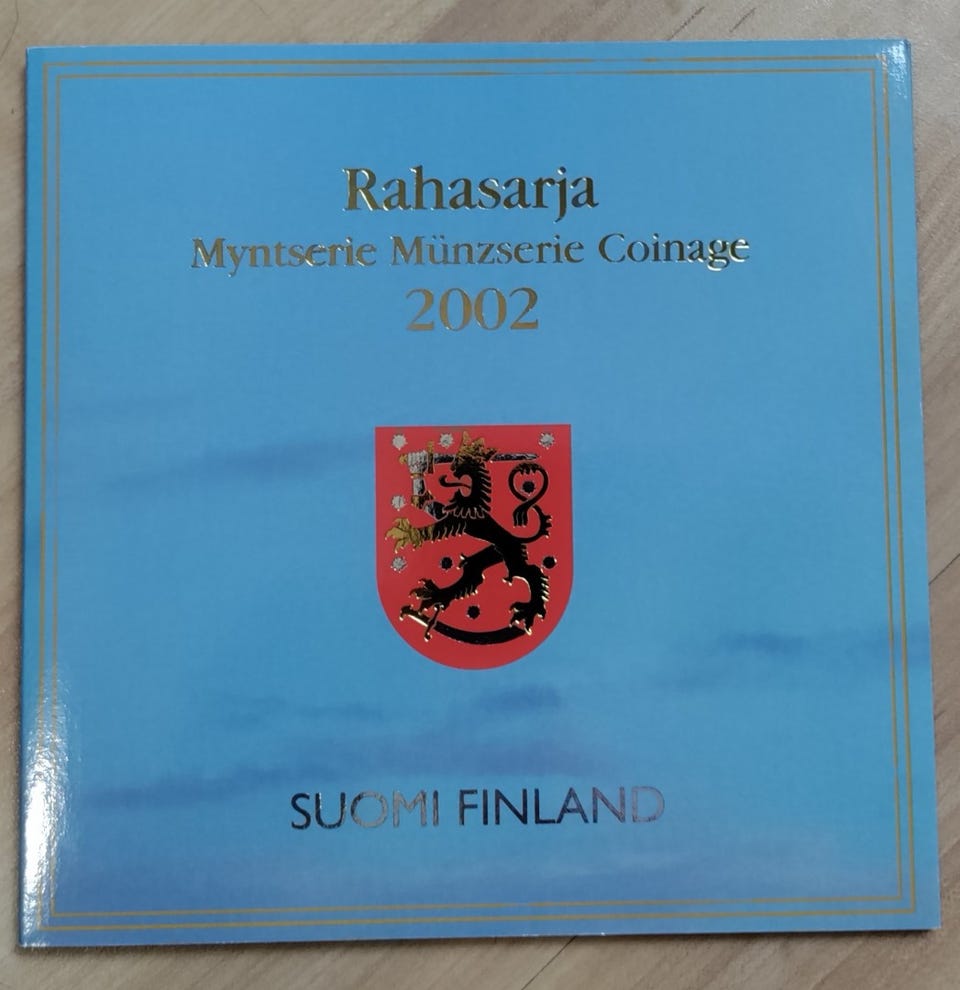 Rahasarja
Myntserie Münzserie Coinage
2002
SUOMI FINLAND